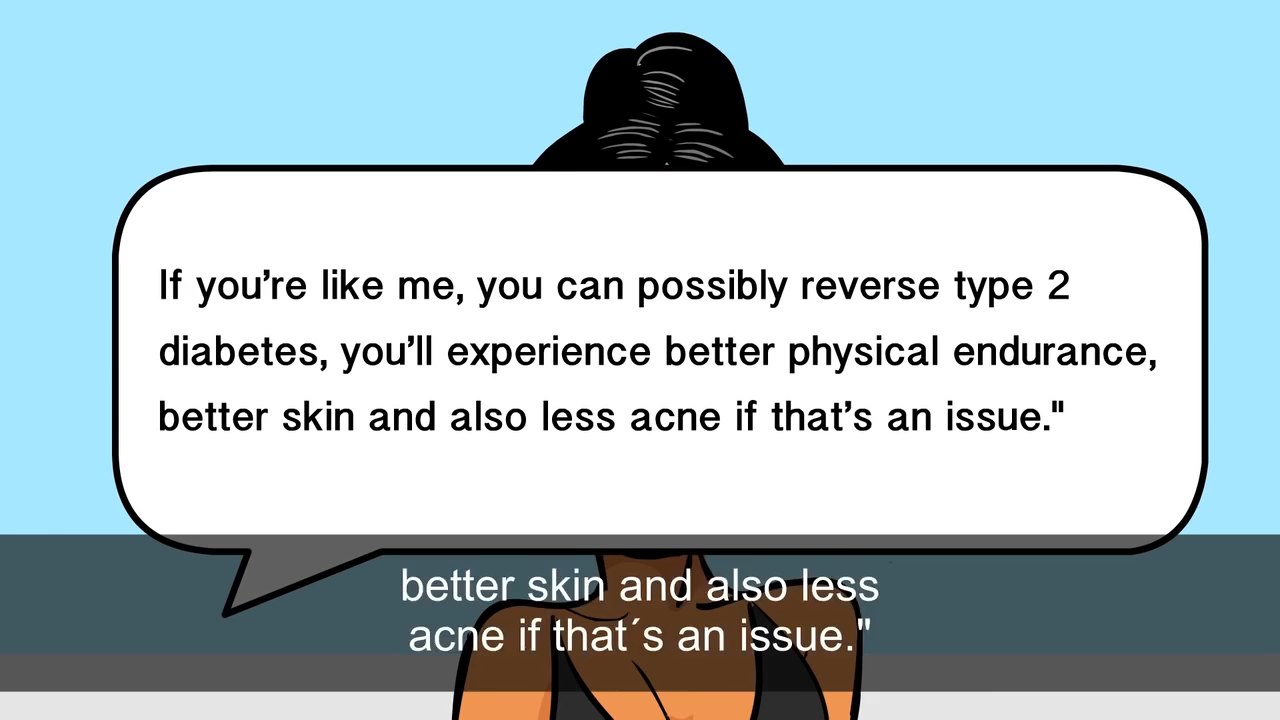 If you’re like me, you can possibly reverse type 2
diabetes, you’ll experience better physical endurance,
better skin and also less acne if that’s an issue."
better skin and also less
acne if that´s an issue."